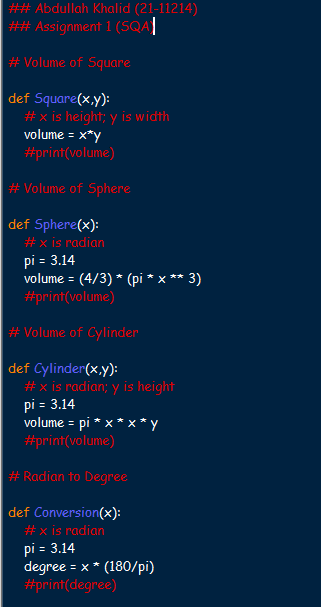 ## Abdullah Khalid (21-11214)
## Assignment 1 (SQA)
# Volume of Square
def Square(x,y):
# x is height; y is width
volume = x*y
#print(volume)
# Volume of Sphere
def Sphere(x):
# x is radian
pi = 3.14
volume = (4/3) * (pi * x ** 3)
#print(volume)
# Volume of Cylinder
def Cylinder(x,y):
# x is radian; y is height
pi = 3.14
volume = pi * x * x * y
#print(volume)
# Radian to Degree
def Conversion(x):
# x is radian
pi = 3.14
degree = x * (180/pi)
#print(degree)